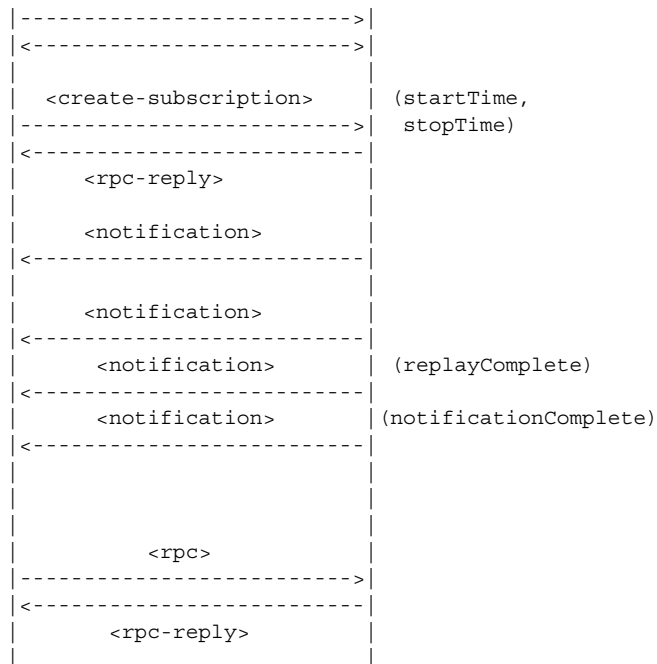 |-------------------------->|
|<------------------------->|
|                           |
|  <create-subscription>    |  (startTime,
|-------------------------->|   stopTime)
|<--------------------------|
|     <rpc-reply>           |
|                           |
|     <notification>        |
|<--------------------------|
|                           |
|     <notification>        |
|<--------------------------|
|      <notification>       |  (replayComplete)
|<--------------------------|
|      <notification>       |(notificationComplete)
|<--------------------------|
|                           |
|                           |
|                           |
|          <rpc>            |
|-------------------------->|
|<--------------------------|
|       <rpc-reply>         |
|                           |